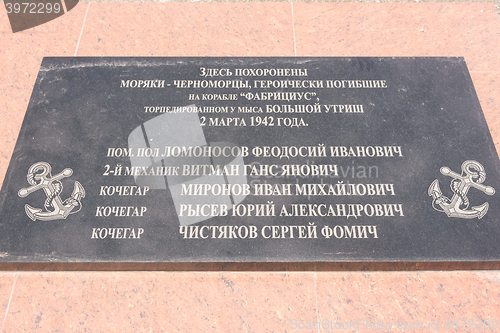 #3972299
ЗДЕСЬ ПОХОРОНЕНЫ
МОРЯКИ - ЧЕРНОМОРЦЫ, ГЕРОИЧЕСКИ ПОГИБШИЕ
НА КОРАБЛЕ "ФАБРИЦИУС",
ТОРПЕДИРОВАННОМ У МЫСА БОЛЬШОЙ УТРИШ
2 МАРТА 1942 ГОДА.
ПОМ. ПОЛ. ЛОМОНОСОВ ФЕОДОСИЙ ИВАНОВИЧ
2-Й МЕХАНИК ВИТМАН ГАНС ЯНОВИЧ
КОЧЕГАР МИРОНОВ ИВАН МИХАЙЛОВИЧ
КОЧЕГАР РЫСЕВ ЮРИЙ АЛЕКСАНДРОВИЧ
КОЧЕГАР ЧИСТЯКОВ СЕРГЕЙ ФОМИЧ